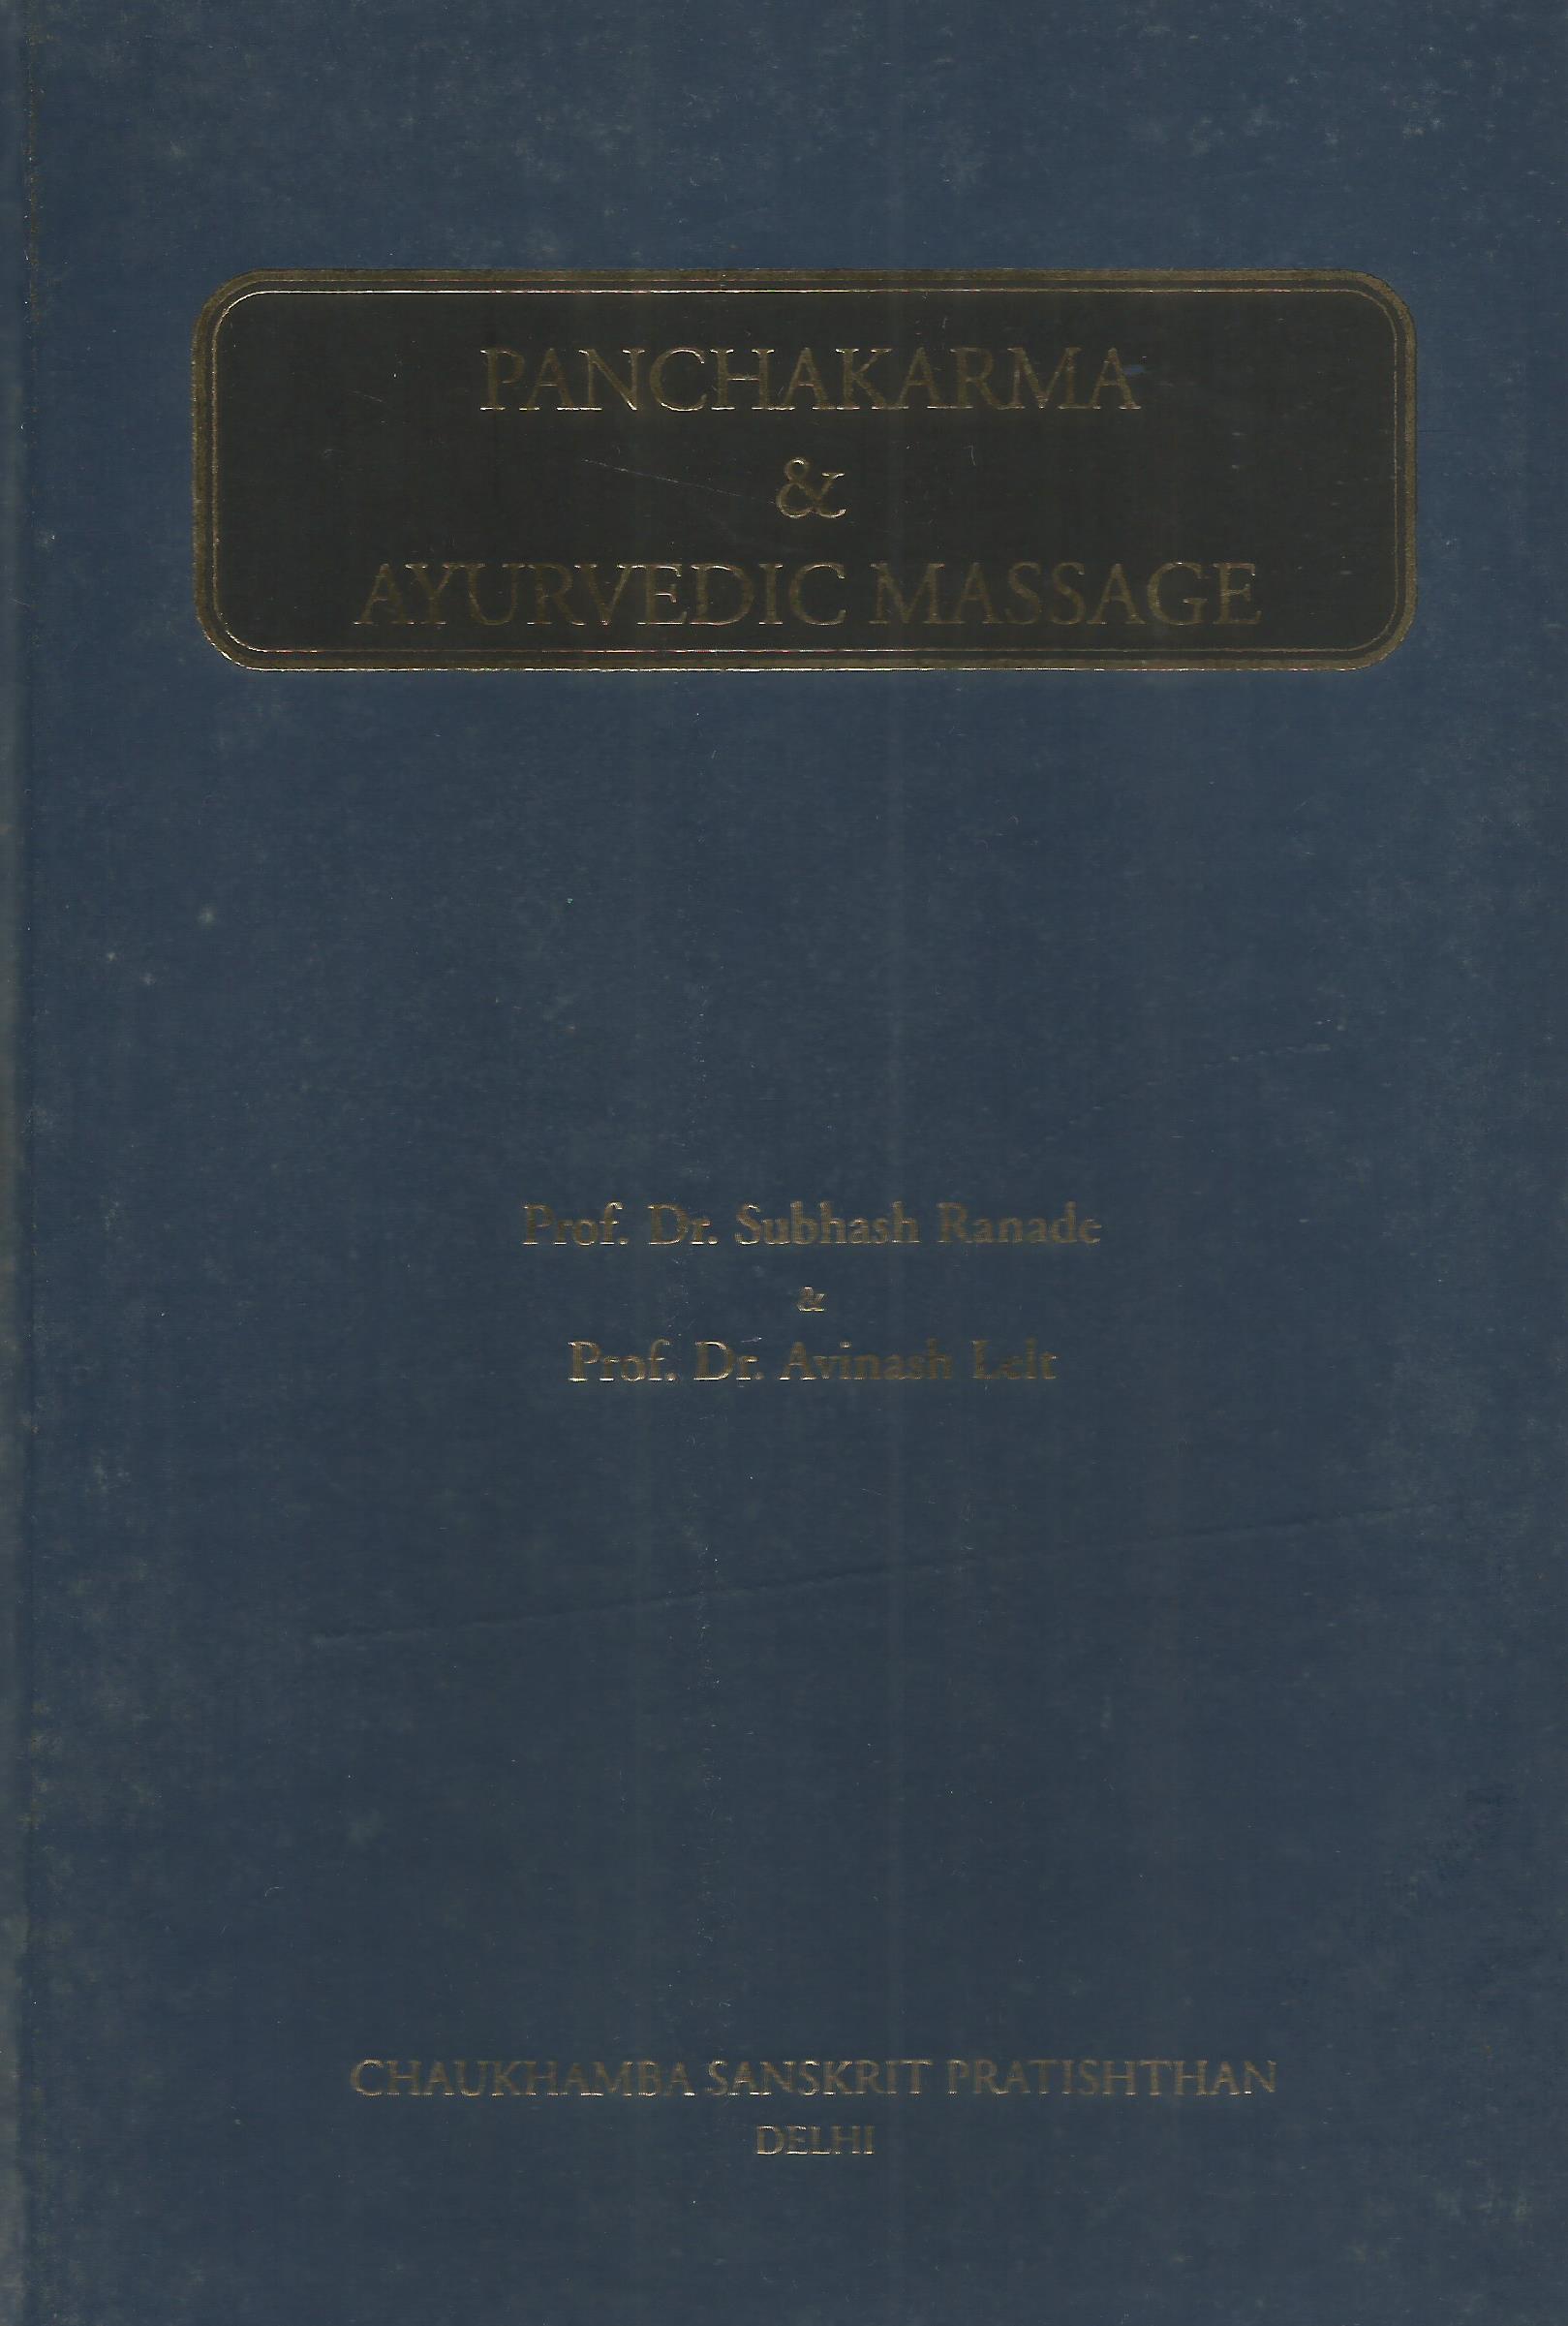 PANCHAKARMA
&
AYURVEDIC MASSAGE
Prof. Dr. Subhash Ranade
&
Prof. Dr. Avinash Lele
CHAUKHAMBA SANSKRIT PRATISHTHAN
DELHI